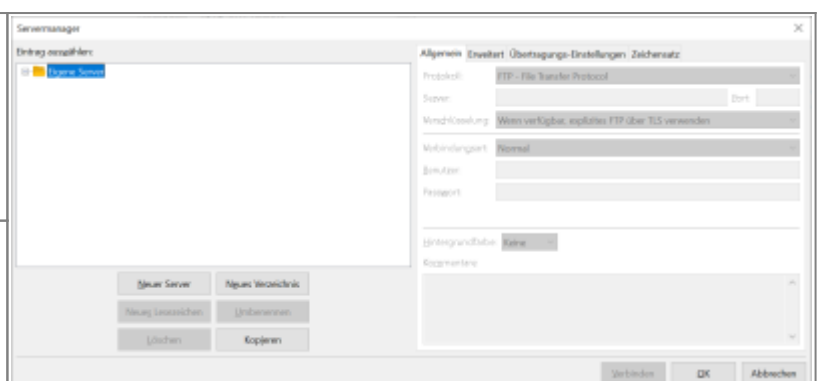 Servermanager
Eintrag auswählen:
Eigene Server
Neuer Server
Neues Verzeichnis
Neues Lesezeichen
Umbenennen
Löschen
Kopieren
Allgemein Erweitert Übertragungs-Einstellungen Zeichensatz
Protokoll: FTP - File Transfer Protocol
Server: Port:
Verschlüsselung: Wenn verfügbar, explizites FTP über TLS verwenden
Verbindungsart: Normal
Benutzer:
Passwort:
Hintergrundfarbe: Keine
Kommentare:
Verbinden OK Abbrechen